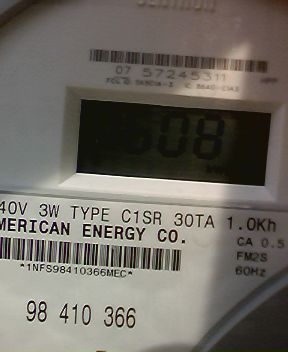 07 57245311
608
40V 3W TYPE C1SR 30TA 1.0Kh
MERICAN ENERGY CO.
CA 0.5
*1NFS98410366MEC*
FM2S
60Hz
98 410 366